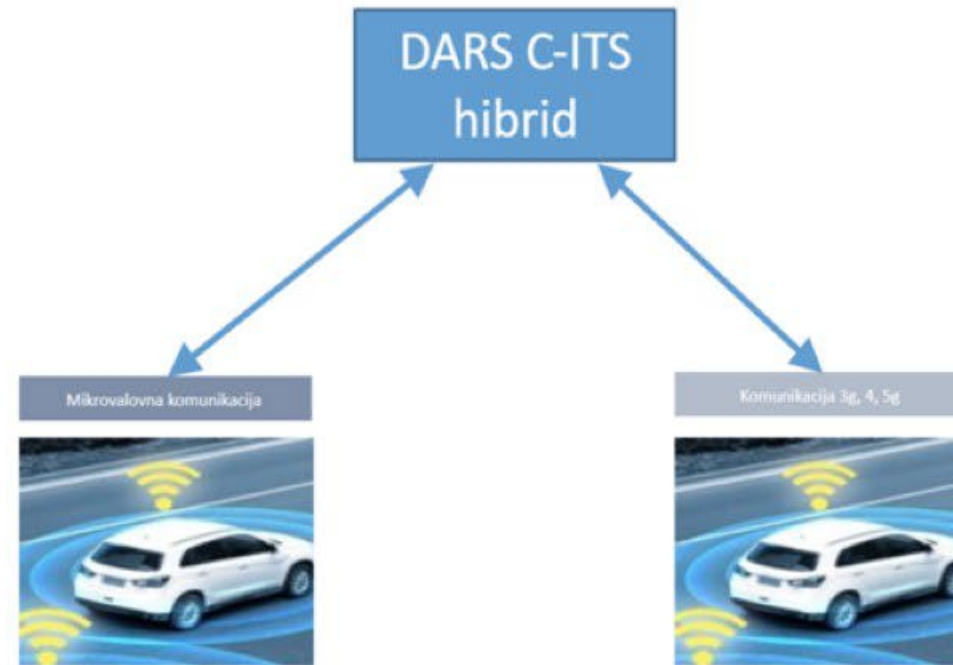 DARS C-ITS
hibrid
Mikrovalovna komunikacija
Komunikacija 3g, 4, 5g